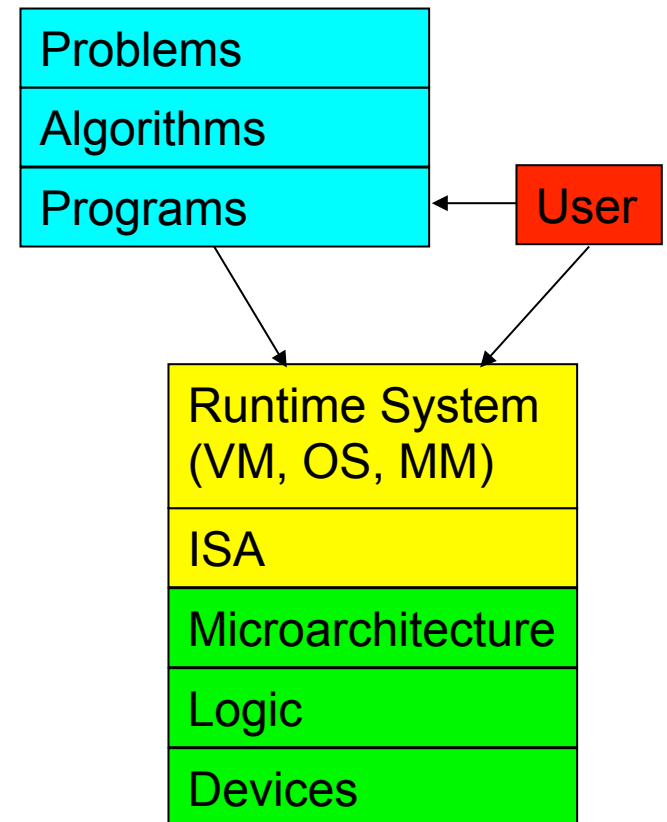 Problems
Algorithms
Programs
User
Runtime System
(VM, OS, MM)
ISA
Microarchitecture
Logic
Devices